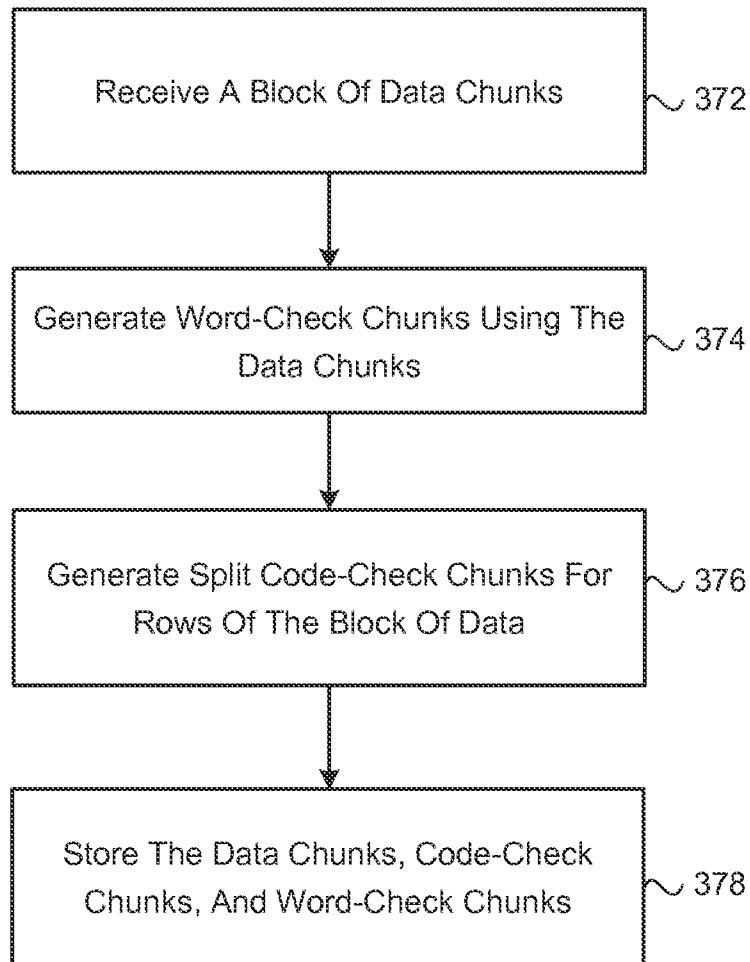 Receive A Block Of Data Chunks
372
Generate Word-Check Chunks Using The
Data Chunks
374
Generate Split Code-Check Chunks For
Rows Of The Block Of Data
376
Store The Data Chunks, Code-Check
Chunks, And Word-Check Chunks
378